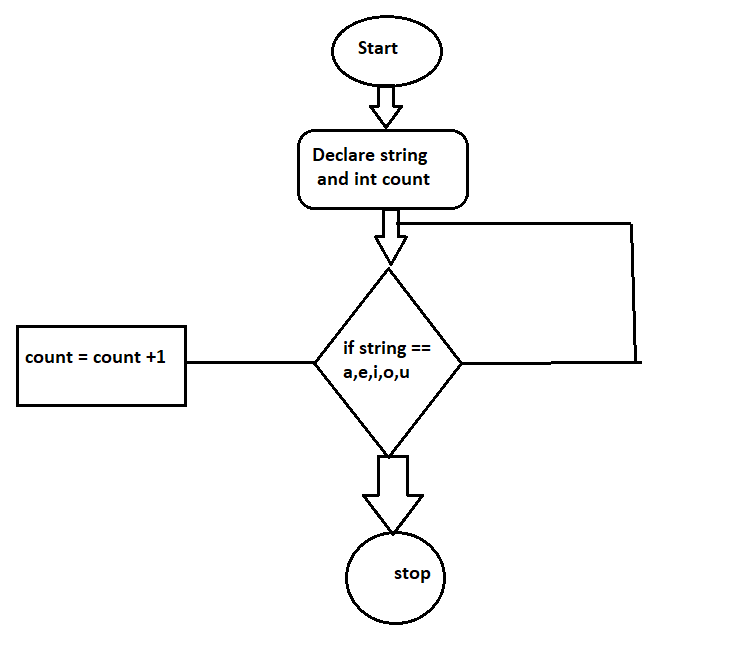 Start
Declare string
and int count
if string ==
a,e,i,o,u
count = count +1
stop